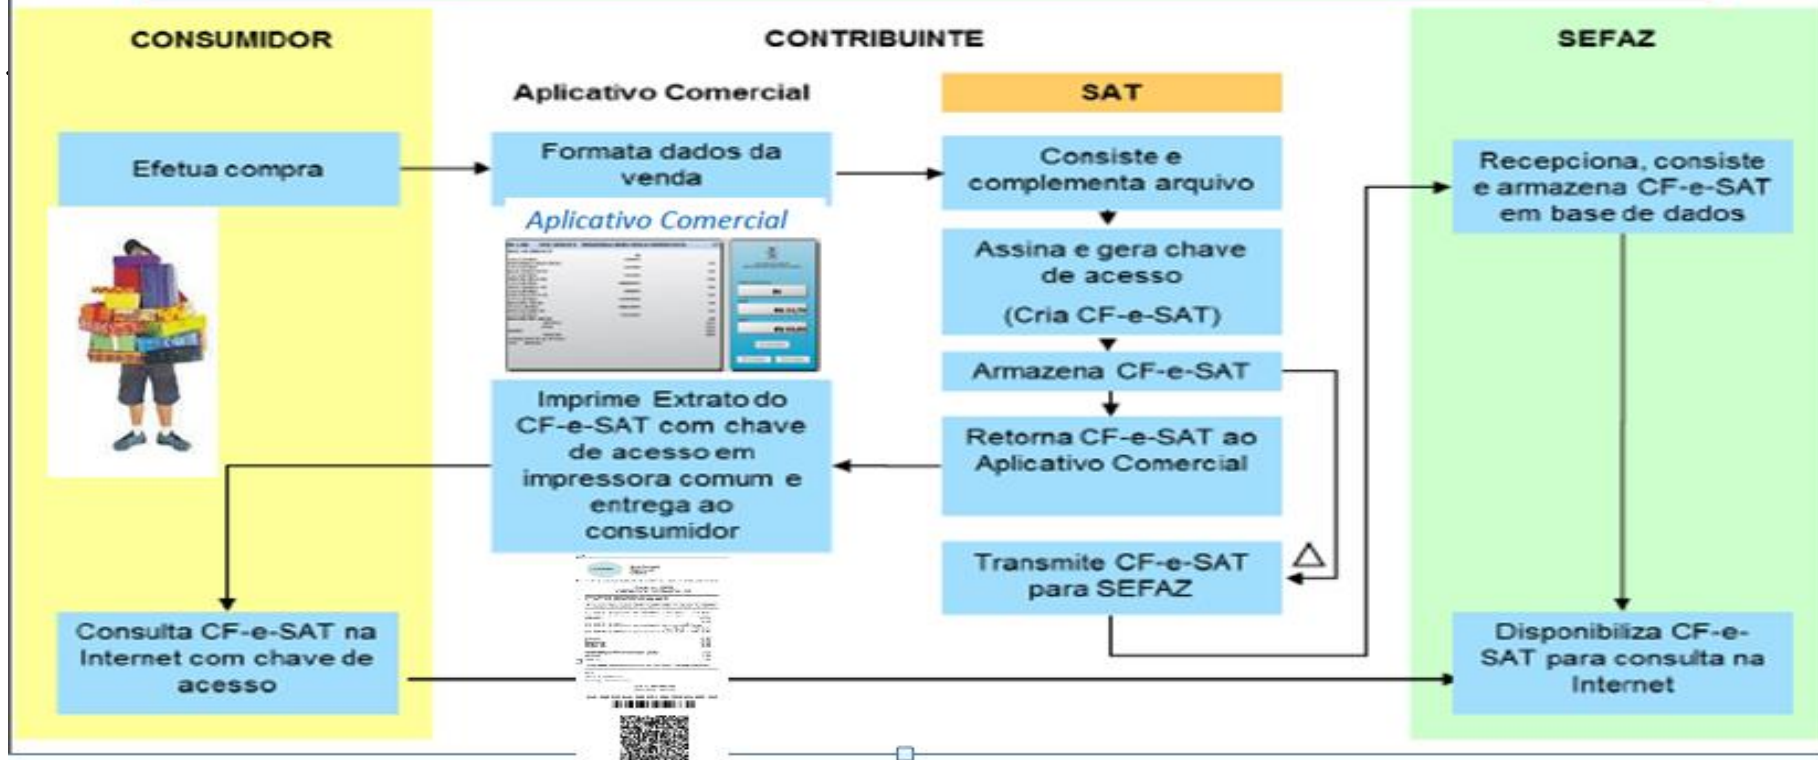 CONSUMIDOR
CONTRIBUINTE
SEFAZ
Aplicativo Comercial
SAT
Efetua compra
Formata dados da
venda
Aplicativo Comercial
Consiste e
complementa arquivo
Assina e gera chave
de acesso
(Cria CF-e-SAT)
Armazena CF-e-SAT
Retorna CF-e-SAT ao
Aplicativo Comercial
Imprime Extrato do
CF-e-SAT com chave
de acesso em
impressora comum e
entrega ao
consumidor
Transmite CF-e-SAT
para SEFAZ
Recepciona, consiste
e armazena CF-e-SAT
em base de dados
Consulta CF-e-SAT na
Internet com chave de
acesso
Disponibiliza CF-e-
SAT para consulta na
Internet